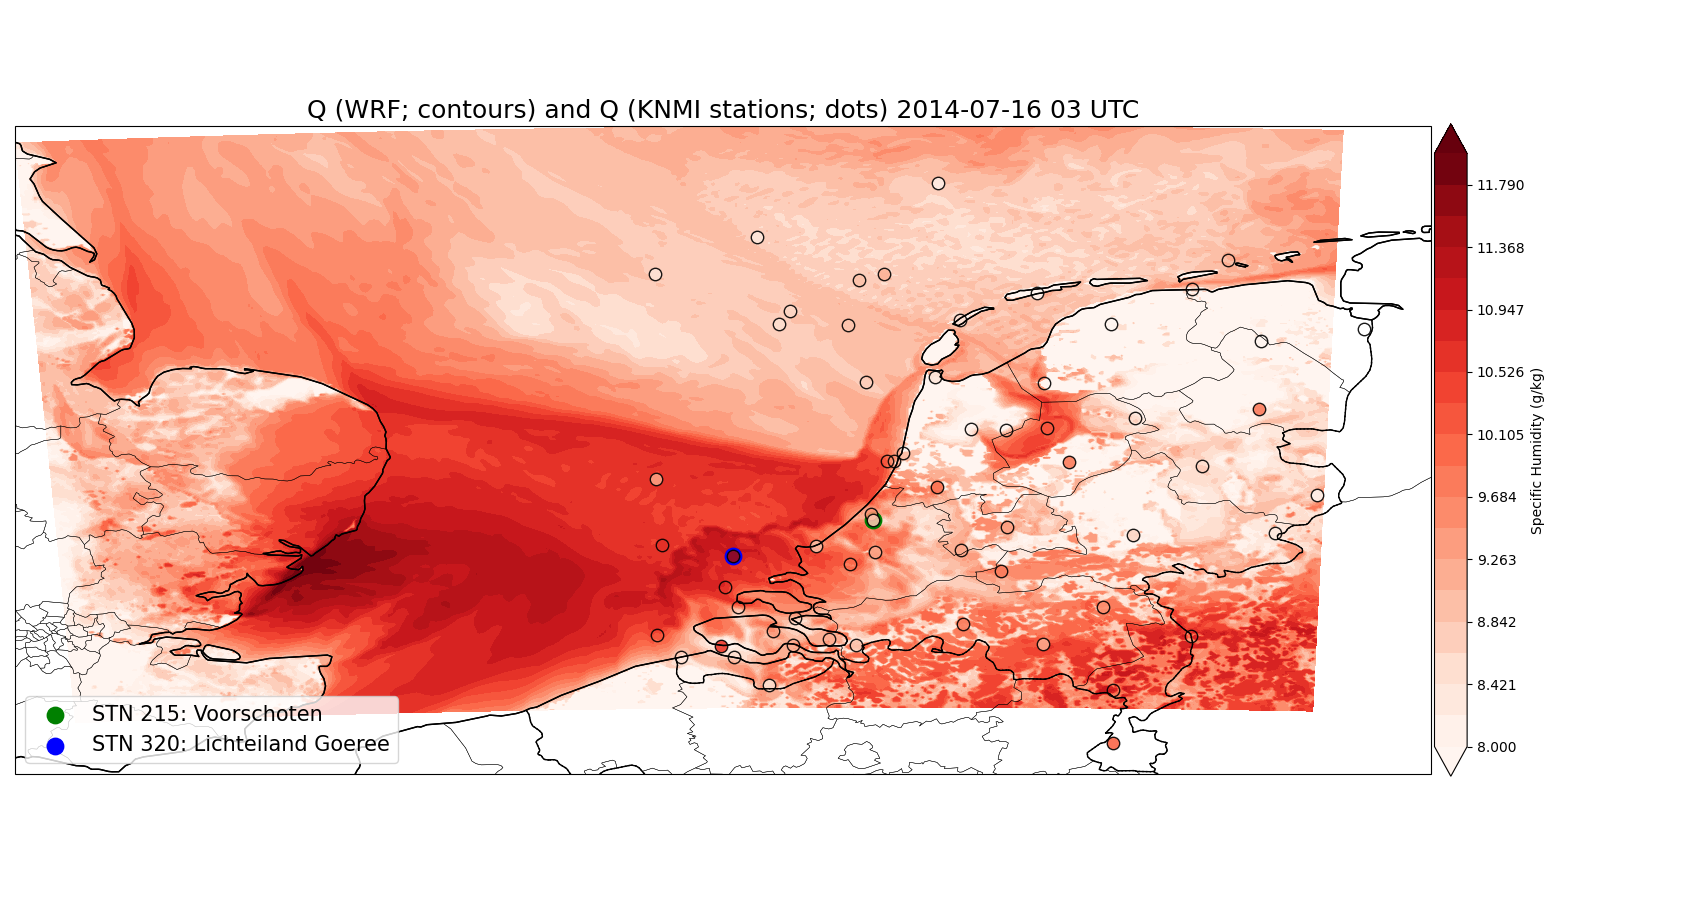 Q (WRF; contours) and Q (KNMI stations; dots) 2014-07-16 03 UTC
11.790
11.368
10.947
10.526
10.105
9.684
9.263
8.842
8.421
8.000
Specific Humidity (g/kg)
STN 215: Voorschoten
STN 320: Lichteiland Goeree